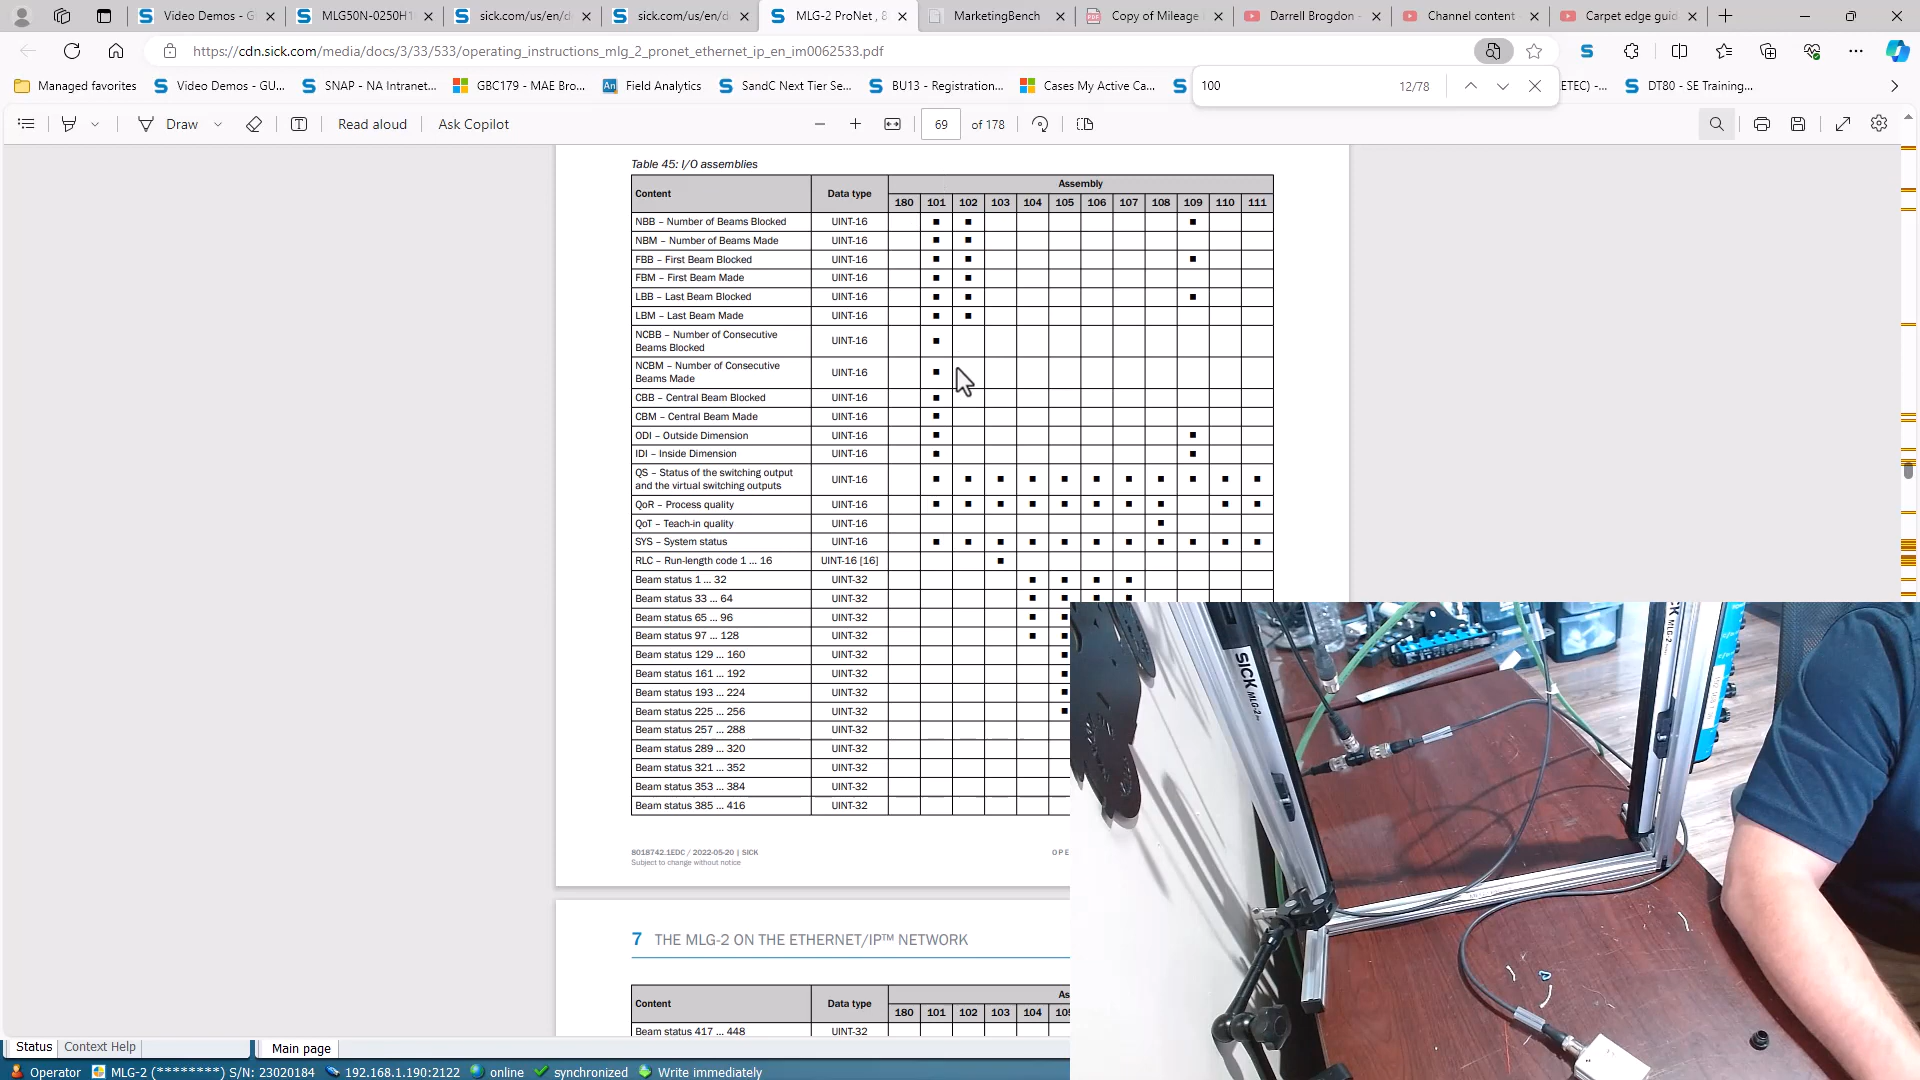 Video Demos - G
MLG50N-0250H1
sick.com/us/en/d
sick.com/us/en/d
MLG-2 ProNet , 8
MarketingBench
Copy of Mileage
Darrell Brogdon -
Channel content -
Carpet edge guid
https://cdn.sick.com/media/docs/3/33/533/operating_instructions_mlg_2_pronet_ethernet_ip_en_im0062533.pdf
Managed favorites
Video Demos - GU...
SNAP - NA Intranet...
GBC179 - MAE Bro...
Field Analytics
SandC Next Tier Se...
BU13 - Registration...
Cases My Active Ca...
ETEC) -...
DT80 - SE Training...
100
12/78
Draw
Read aloud
Ask Copilot
69 of 178
Table 45: I/O assemblies
Content Data type Assembly
180 101 102 103 104 105 106 107 108 109 110 111
NBB – Number of Beams Blocked UINT-16 ■ ■ ■
NBM – Number of Beams Made UINT-16 ■ ■
FBB – First Beam Blocked UINT-16 ■ ■ ■
FBM – First Beam Made UINT-16 ■ ■
LBB – Last Beam Blocked UINT-16 ■ ■ ■
LBM – Last Beam Made UINT-16 ■ ■
NCBB – Number of Consecutive
Beams Blocked UINT-16 ■
NCBM – Number of Consecutive
Beams Made UINT-16 ■
CBB – Central Beam Blocked UINT-16 ■
CBM – Central Beam Made UINT-16 ■
ODI – Outside Dimension UINT-16 ■ ■
IDI – Inside Dimension UINT-16 ■ ■
QS – Status of the switching output
and the virtual switching outputs UINT-16 ■ ■ ■ ■ ■ ■ ■ ■ ■ ■ ■
QoR – Process quality UINT-16 ■ ■ ■ ■ ■ ■ ■ ■ ■ ■
QoT – Teach-in quality UINT-16 ■
SYS – System status UINT-16 ■ ■ ■ ■ ■ ■ ■ ■ ■ ■ ■
RLC – Run-length code 1 ... 16 UINT-16 [16] ■
Beam status 1 ... 32 UINT-32 ■ ■ ■ ■
Beam status 33 ... 64 UINT-32 ■ ■ ■ ■
Beam status 65 ... 96 UINT-32 ■ ■
Beam status 97 ... 128 UINT-32 ■ ■
Beam status 129 ... 160 UINT-32 ■
Beam status 161 ... 192 UINT-32 ■
Beam status 193 ... 224 UINT-32 ■
Beam status 225 ... 256 UINT-32 ■
Beam status 257 ... 288 UINT-32
Beam status 289 ... 320 UINT-32
Beam status 321 ... 352 UINT-32
Beam status 353 ... 384 UINT-32
Beam status 385 ... 416 UINT-32
8018742.1EDC / 2022-05-20 | SICK
OPE
Subject to change without notice
7 THE MLG-2 ON THE ETHERNET/IP™ NETWORK
Content Data type As
180 101 102 103 104 10
Beam status 417 ... 448 UINT-32
SICK MLG-2
SICK MLG-2
Status
Context Help
Main page
Operator
MLG-2 (********) S/N: 23020184
192.168.1.190:2122
online
synchronized
Write immediately